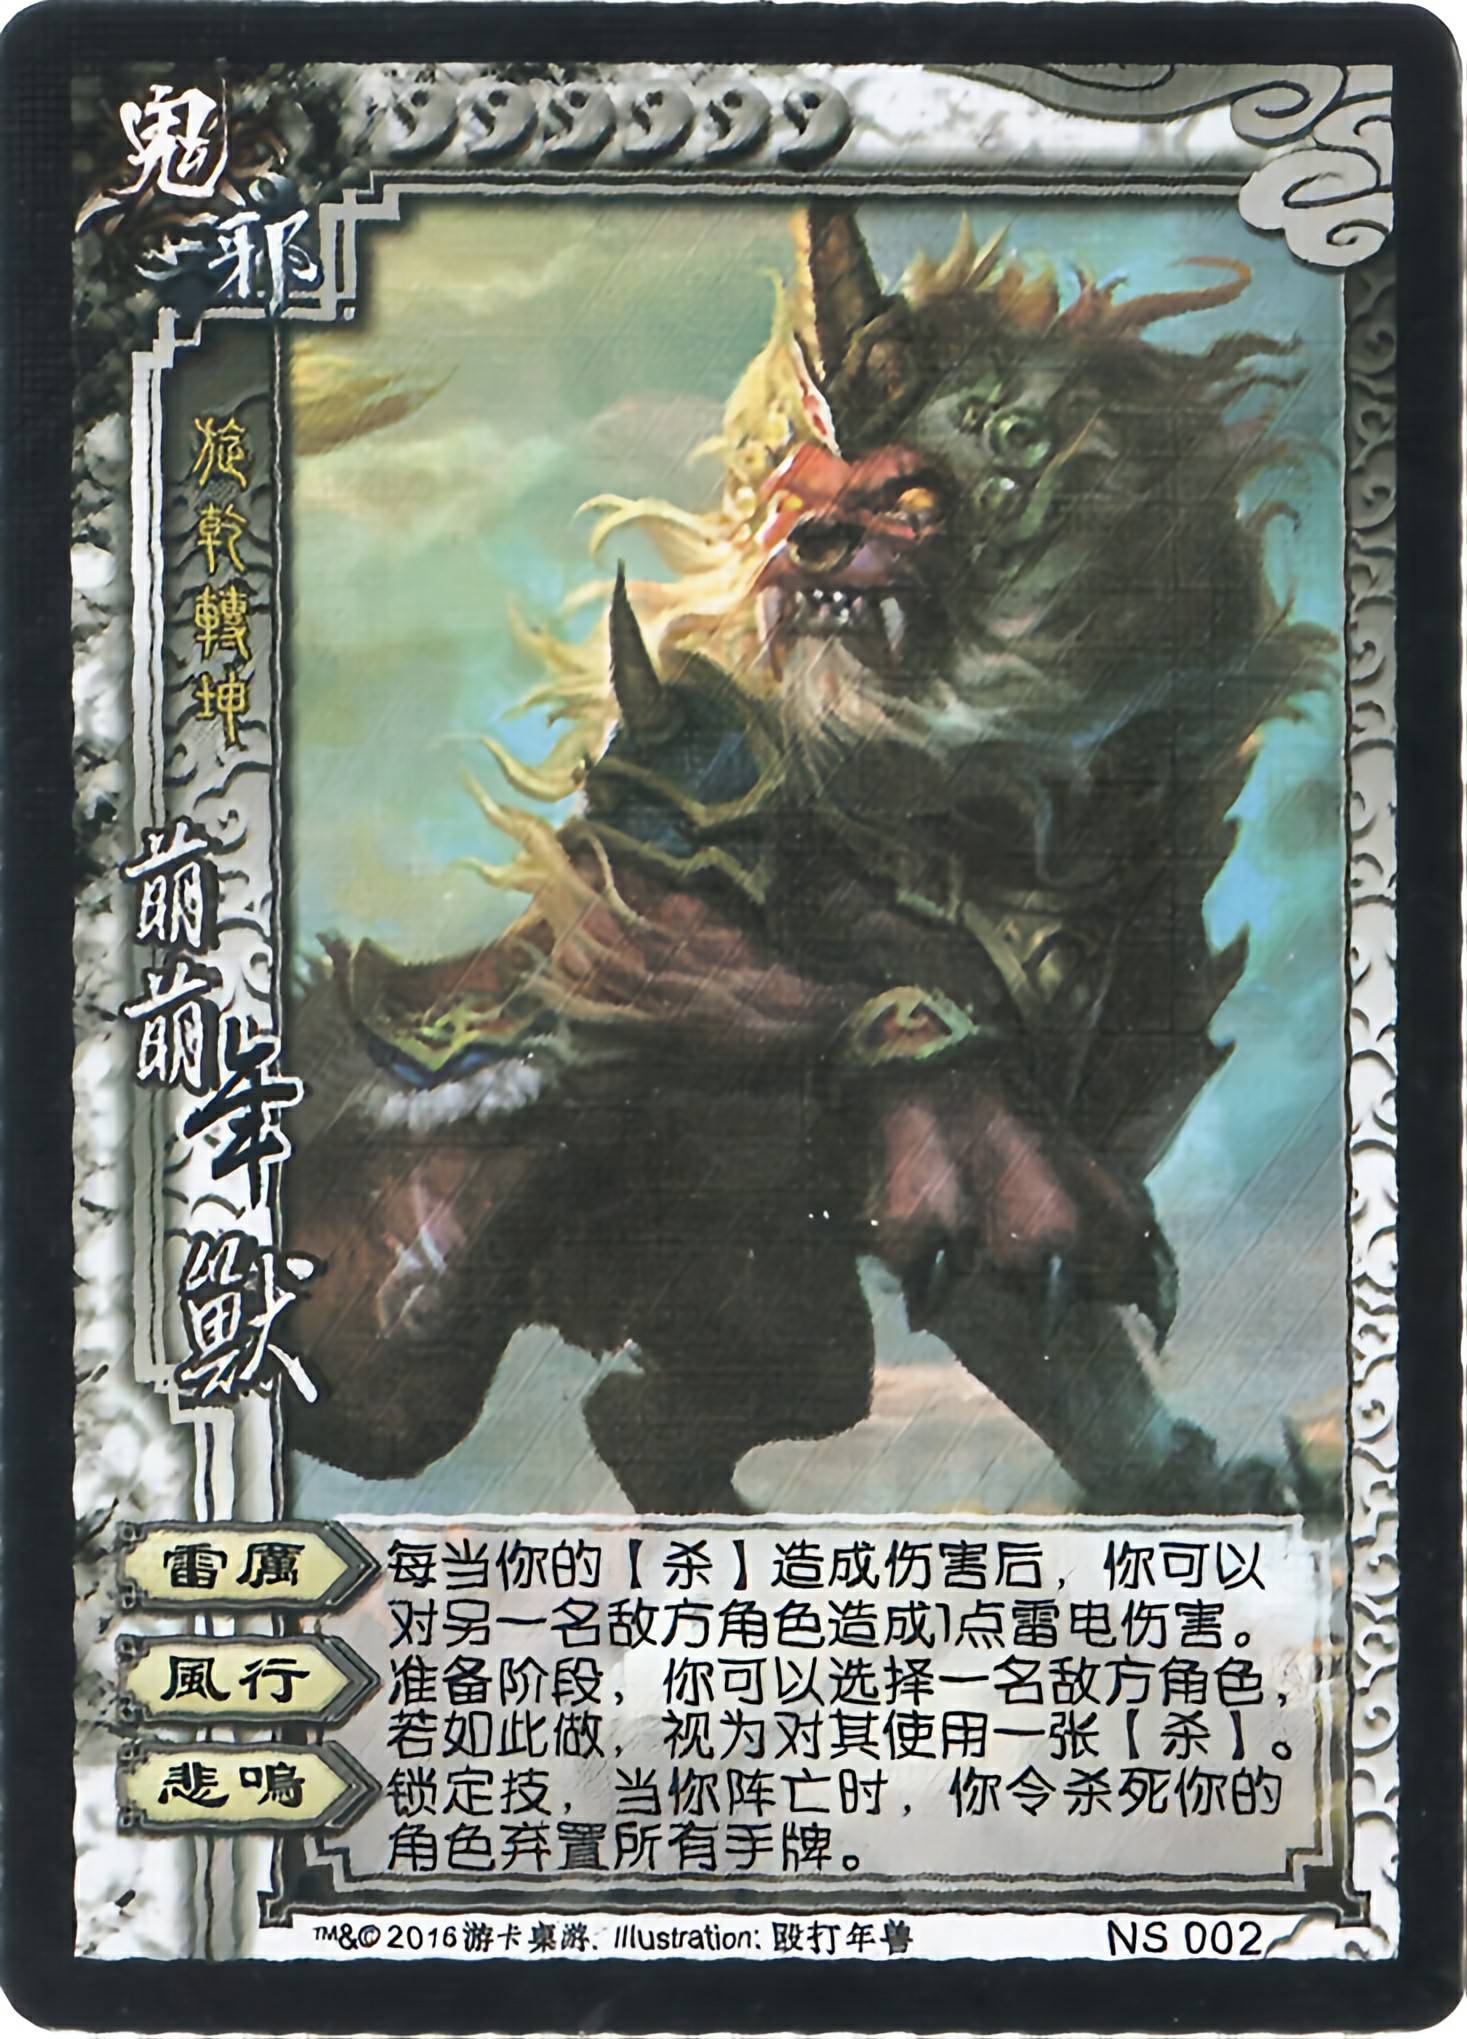 鬼
邪
旋乾轉坤
萌萌年獸
雷厲
每当你的【杀】造成伤害后，你可以
对另一名敌方角色造成1点雷电伤害。
風行
准备阶段，你可以选择一名敌方角色，
若如此做，视为对其使用一张【杀】。
悲鳴
锁定技，当你阵亡时，你令杀死你的
角色弃置所有手牌。
™&© 2016游卡桌游. Illustration: 殴打年兽
NS 002